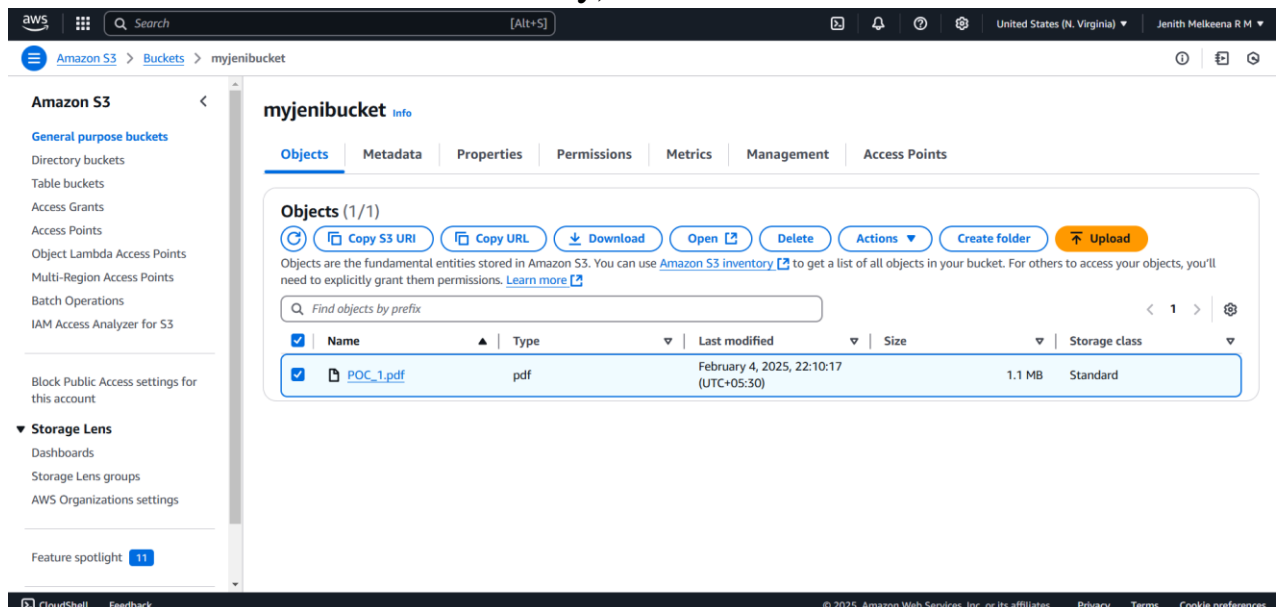 aws
Search
[Alt+S]
United States (N. Virginia) ▼
Jenith Melkeena R M ▼
Amazon S3 > Buckets > myjenibucket
Amazon S3
General purpose buckets
Directory buckets
Table buckets
Access Grants
Access Points
Object Lambda Access Points
Multi-Region Access Points
Batch Operations
IAM Access Analyzer for S3
Block Public Access settings for
this account
▼ Storage Lens
Dashboards
Storage Lens groups
AWS Organizations settings
Feature spotlight 11
myjenibucket Info
Objects Metadata Properties Permissions Metrics Management Access Points
Objects (1/1)
Copy S3 URI Copy URL Download Open Delete Actions ▼ Create folder Upload
Objects are the fundamental entities stored in Amazon S3. You can use Amazon S3 inventory to get a list of all objects in your bucket. For others to access your objects, you'll
need to explicitly grant them permissions. Learn more
Find objects by prefix
< 1 >
Name Type Last modified Size Storage class
POC_1.pdf pdf February 4, 2025, 22:10:17 1.1 MB Standard
(UTC+05:30)
CloudShell Feedback © 2025, Amazon Web Services, Inc. or its affiliates. Privacy Terms Cookie preferences